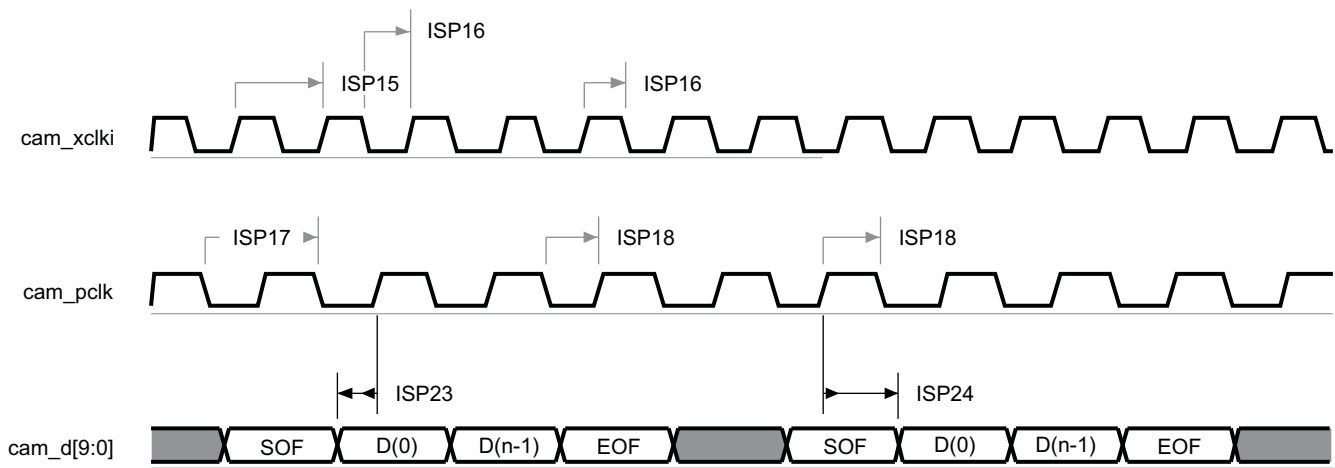 ISP16
ISP15
ISP16
cam_xclki
ISP17
ISP18
ISP18
cam_pclk
ISP23
ISP24
cam_d[9:0]
SOF
D(0)
D(n-1)
EOF
SOF
D(0)
D(n-1)
EOF